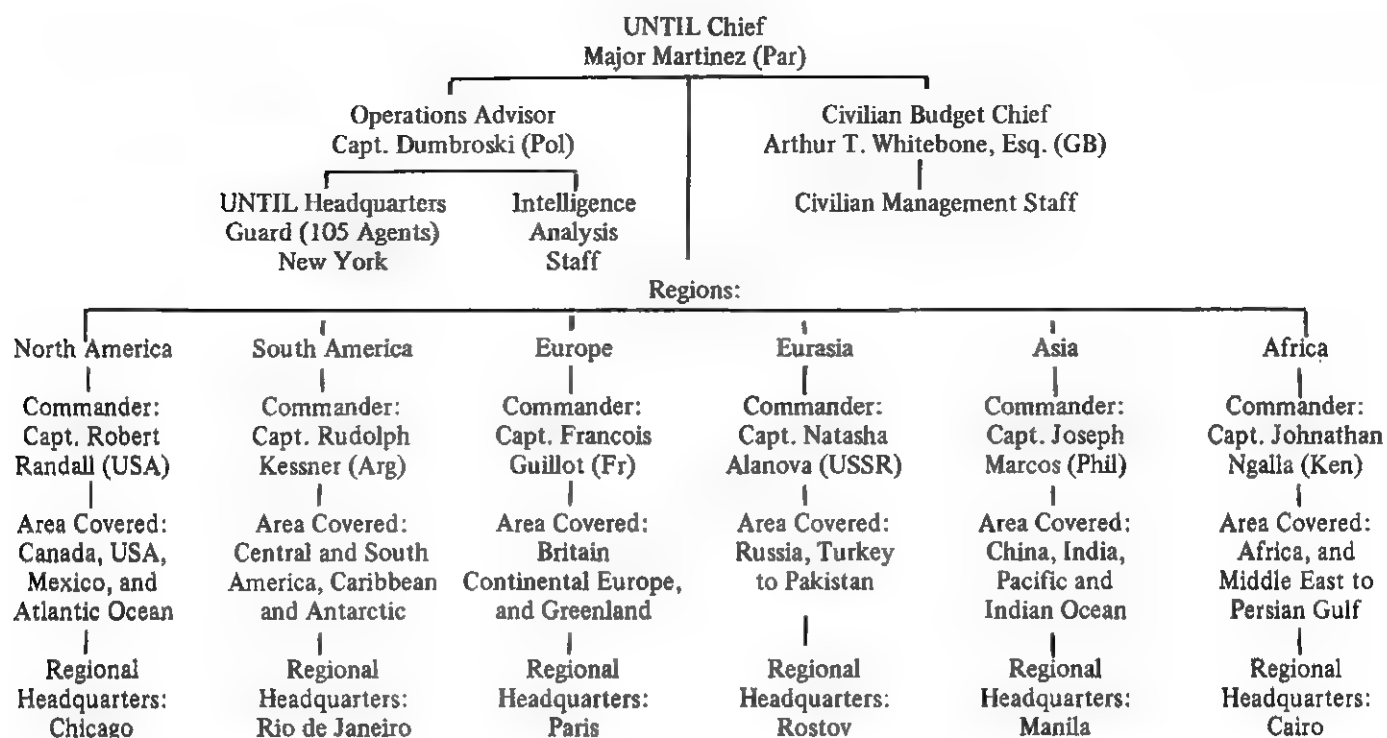 UNTIL Chief
Major Martinez (Par)
Operations Advisor
Capt. Dumbroski (Pol)
Civilian Budget Chief
Arthur T. Whitebone, Esq. (GB)
UNTIL Headquarters
Guard (105 Agents)
New York
Intelligence
Analysis
Staff
Civilian Management Staff
Regions:
North America
Commander:
Capt. Robert
Randall (USA)
Area Covered:
Canada, USA,
Mexico, and
Atlantic Ocean
Regional
Headquarters:
Chicago
South America
Commander:
Capt. Rudolph
Kessner (Arg)
Area Covered:
Central and South
America, Caribbean
and Antarctic
Regional
Headquarters:
Rio de Janeiro
Europe
Commander:
Capt. Francois
Guillot (Fr)
Area Covered:
Britain
Continental Europe,
and Greenland
Regional
Headquarters:
Paris
Eurasia
Commander:
Capt. Natasha
Alanova (USSR)
Area Covered:
Russia, Turkey
to Pakistan
Regional
Headquarters:
Rostov
Asia
Commander:
Capt. Joseph
Marcos (Phil)
Area Covered:
China, India,
Pacific and
Indian Ocean
Regional
Headquarters:
Manila
Africa
Commander:
Capt. Johnathan
Ngalla (Ken)
Area Covered:
Africa, and
Middle East to
Persian Gulf
Regional
Headquarters:
Cairo